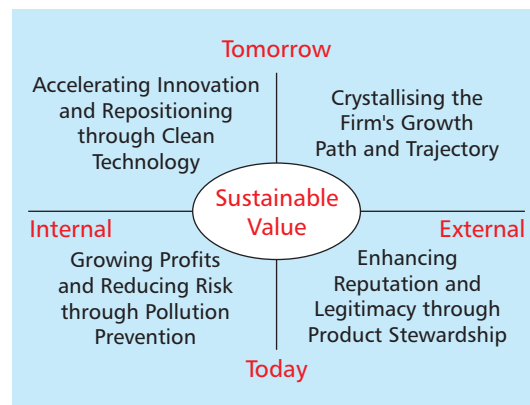 Tomorrow
Accelerating Innovation
and Repositioning
through Clean
Technology
Crystallising the
Firm's Growth
Path and Trajectory
Sustainable
Value
Internal
External
Growing Profits
and Reducing Risk
through Pollution
Prevention
Enhancing
Reputation and
Legitimacy through
Product Stewardship
Today